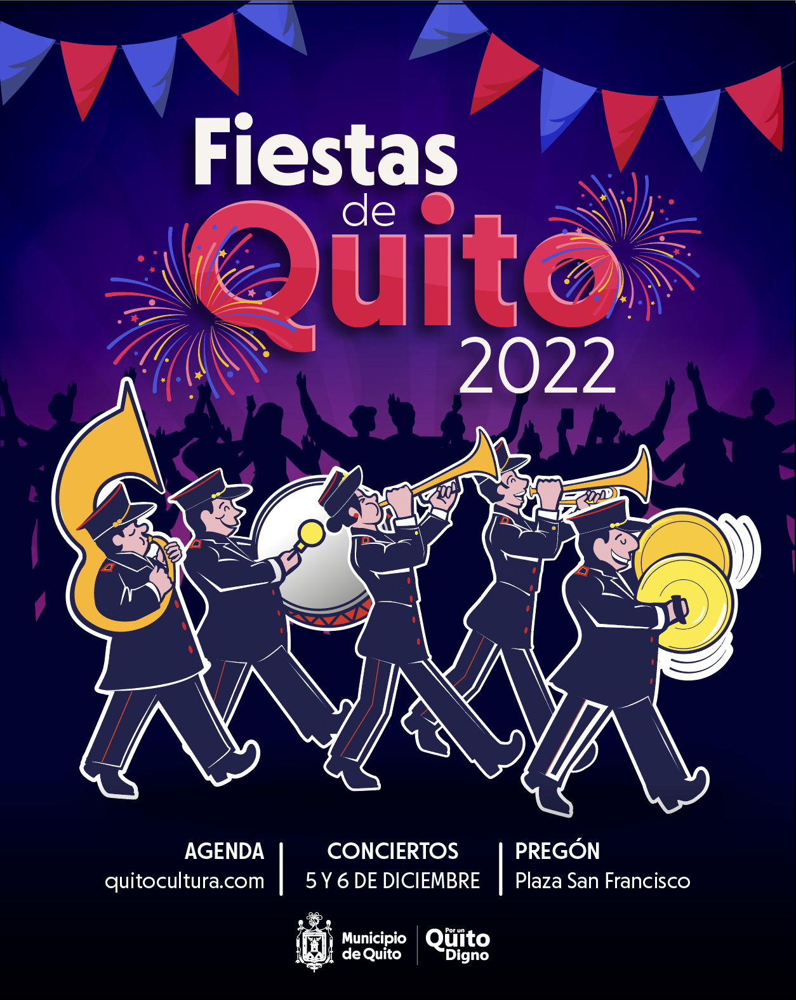 Fiestas
de
Quito
2022
AGENDA
quitocultura.com
CONCIERTOS
5 Y 6 DE DICIEMBRE
PREGÓN
Plaza San Francisco
Municipio
de Quito
Por un
Quito
Digno